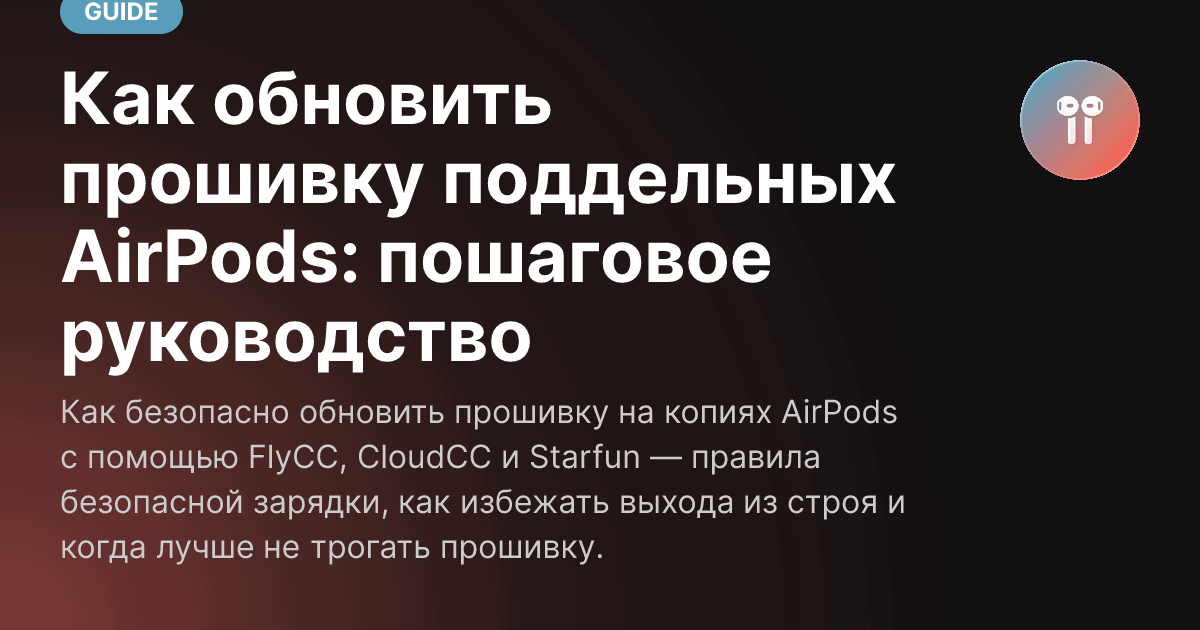 GUIDE
Как обновить
прошивку поддельных
AirPods: пошаговое
руководство
Как безопасно обновить прошивку на копиях AirPods
с помощью FlyCC, CloudCC и Starfun — правила
безопасной зарядки, как избежать выхода из строя и
когда лучше не трогать прошивку.